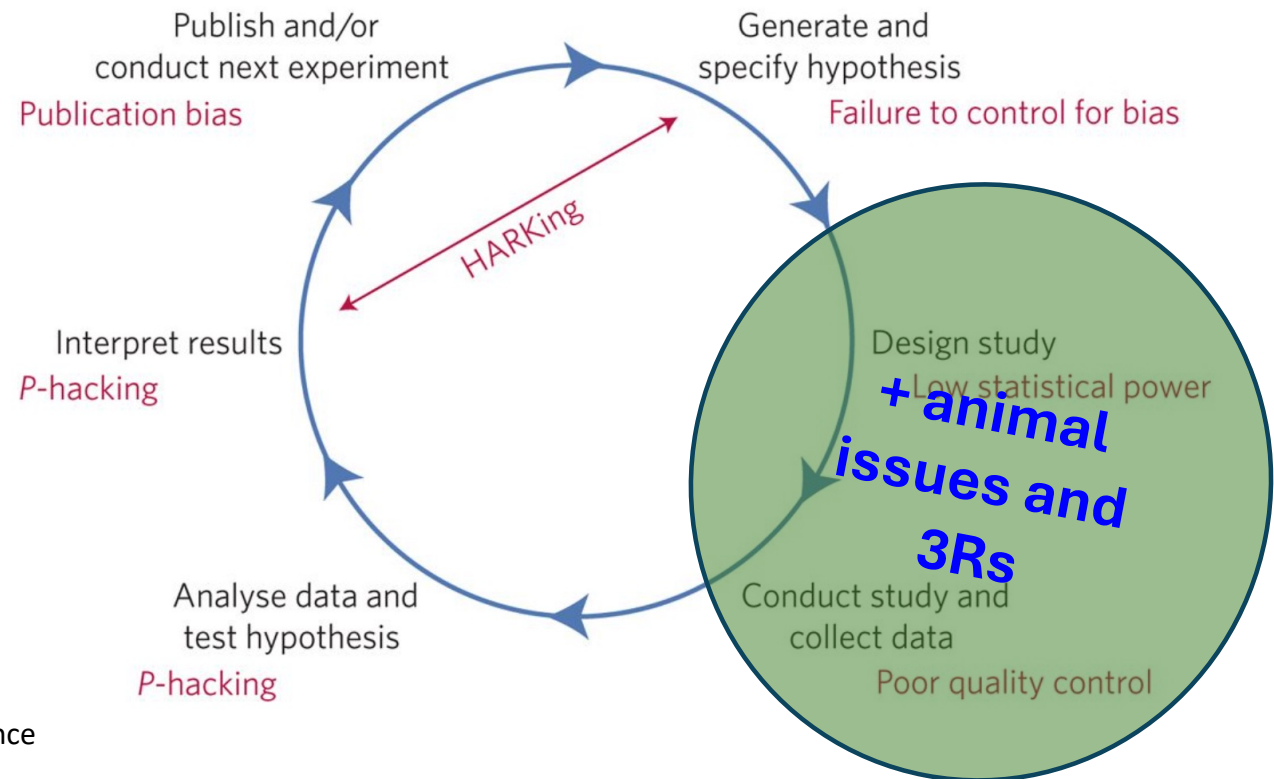 Publish and/or
conduct next experiment
Publication bias
Generate and
specify hypothesis
Failure to control for bias
HARKing
Interpret results
P-hacking
Design study
Low statistical power
+ animal
issues and
3Rs
Analyse data and
test hypothesis
P-hacking
Conduct study and
collect data
Poor quality control
nce